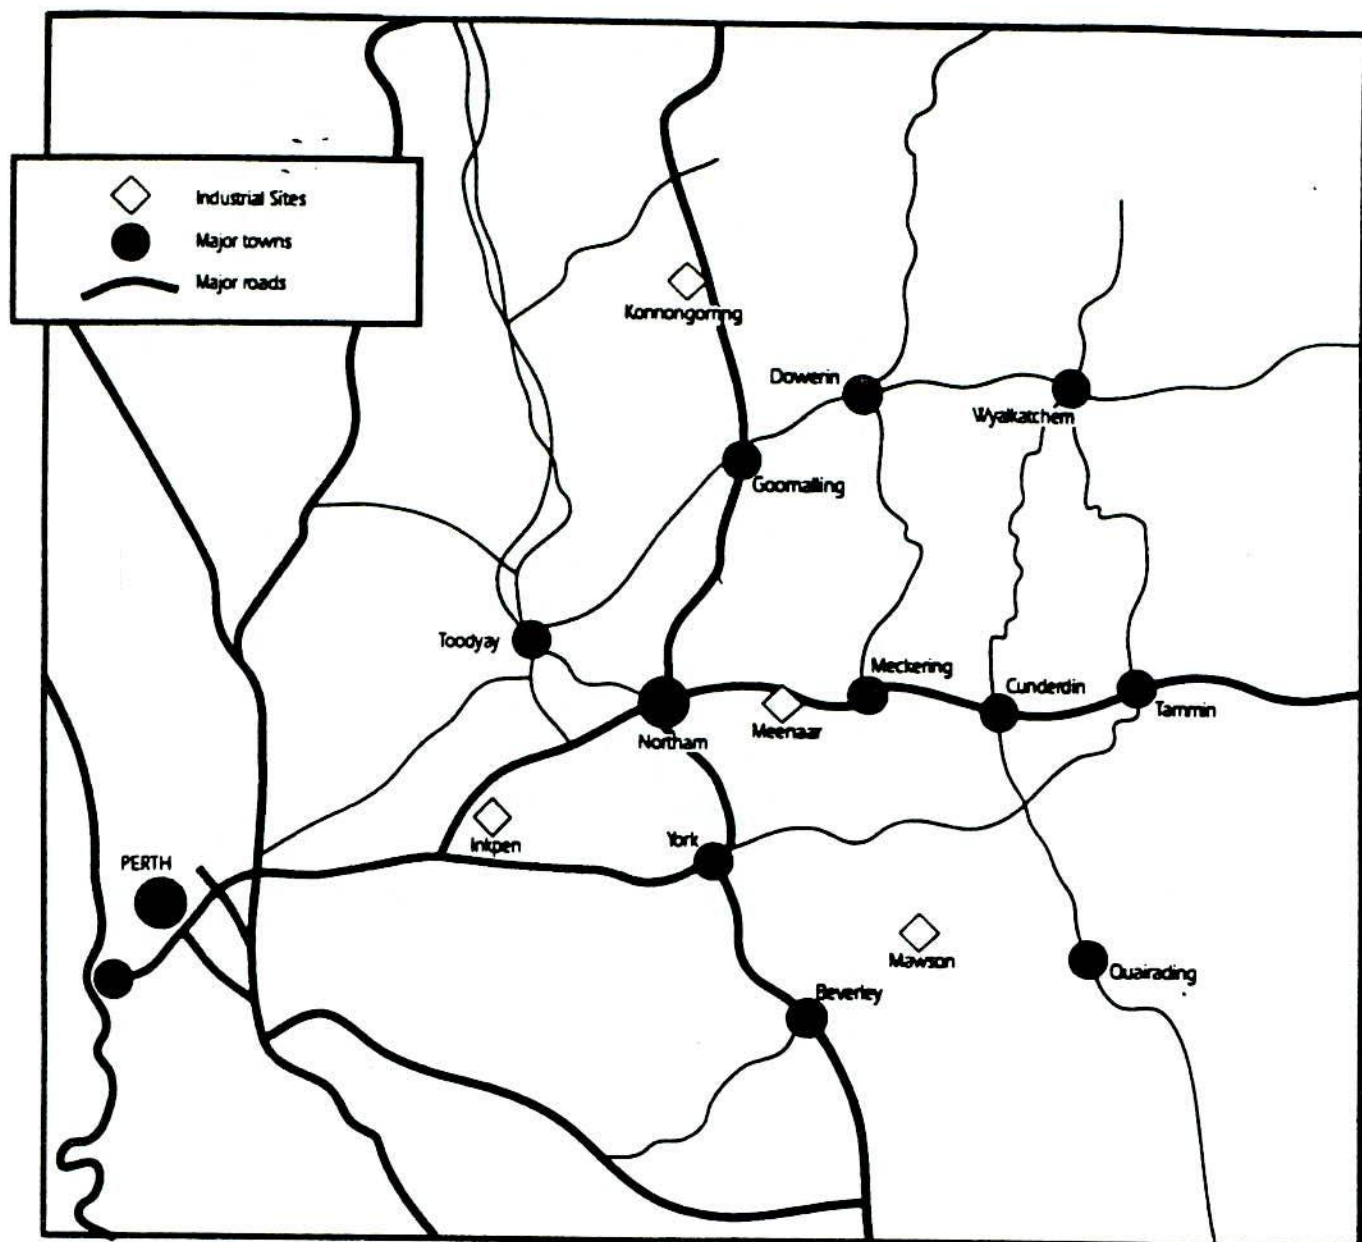 Industrial Sites
Major towns
Major roads
Konnongorring
Dowerin
Wyalkatchem
Goomalling
Toodyay
Meckering
Cunderdin
Tammin
Northam
Meenaar
Inkpen
York
PERTH
Mawson
Quairading
Beverley